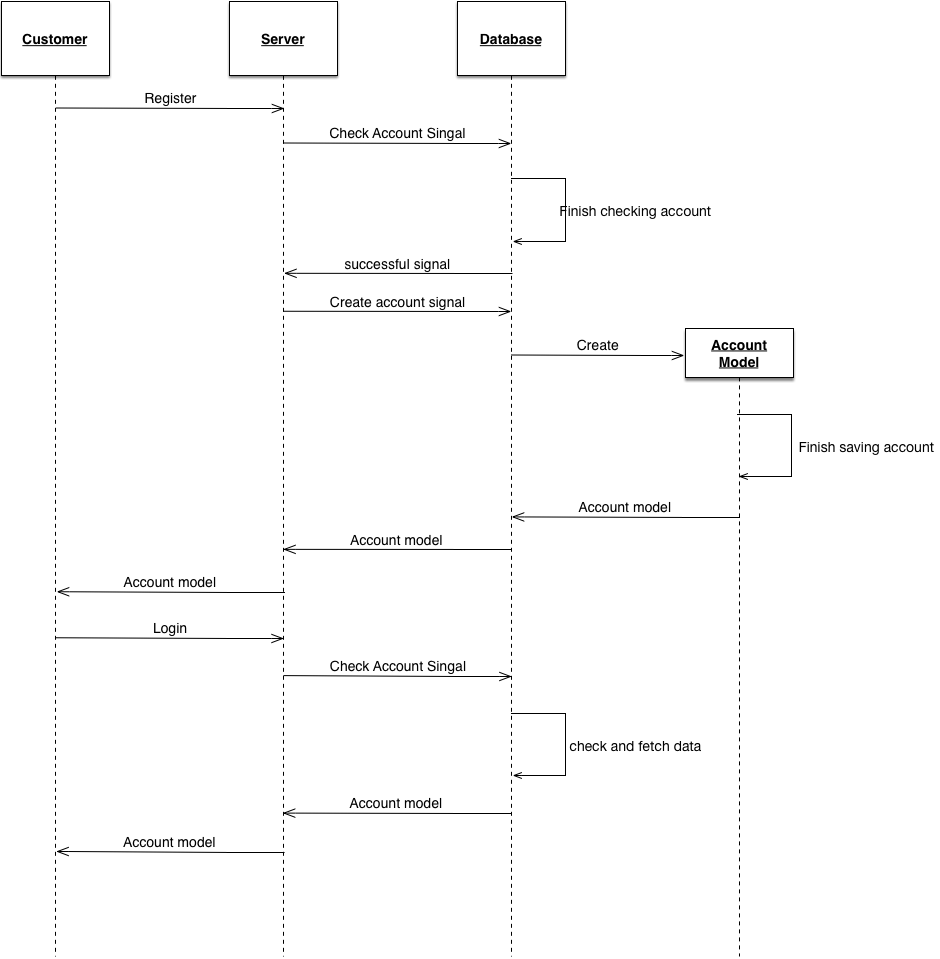 Customer
Server
Database
Register
Check Account Singal
Finish checking account
successful signal
Create account signal
Create
Account
Model
Finish saving account
Account model
Account model
Account model
Login
Check Account Singal
check and fetch data
Account model
Account model